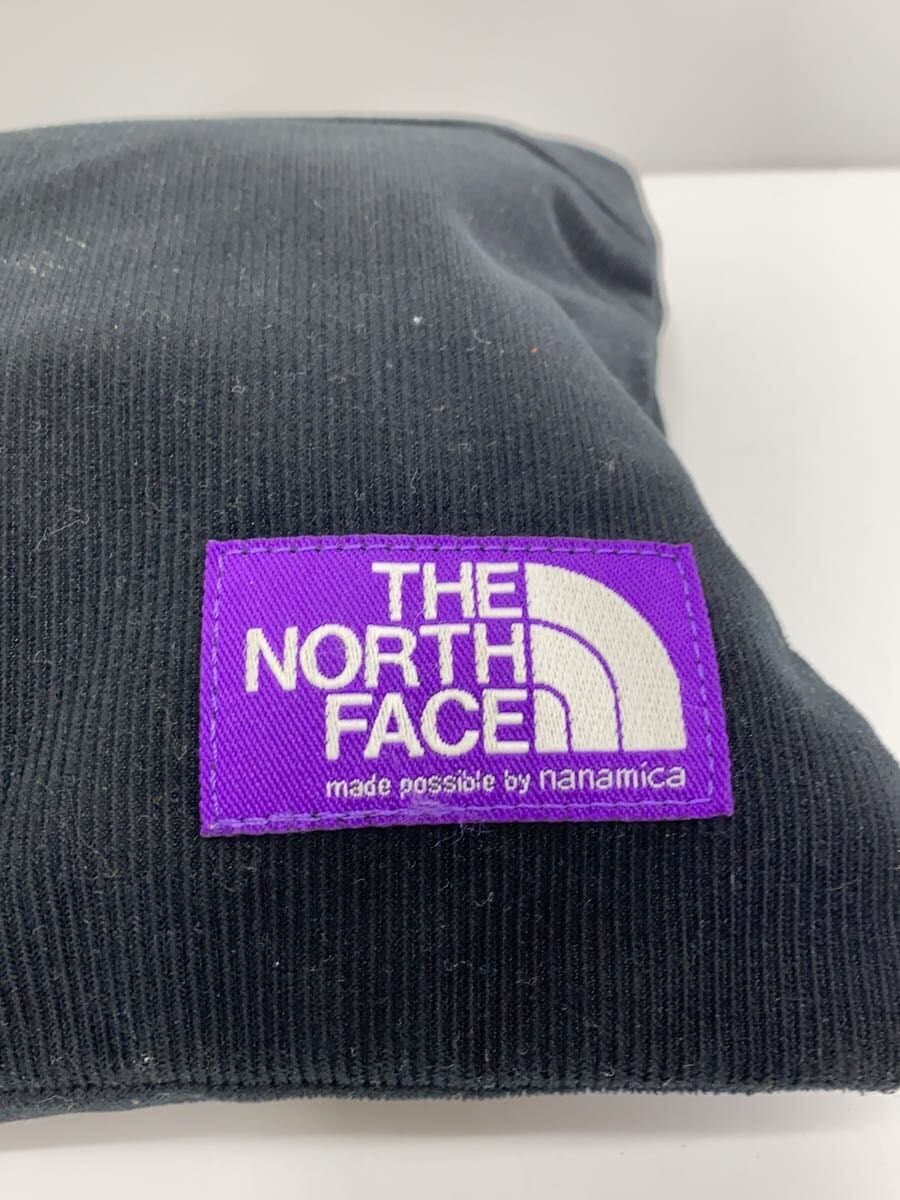 THE
NORTH
FACE
made possible by nanamica